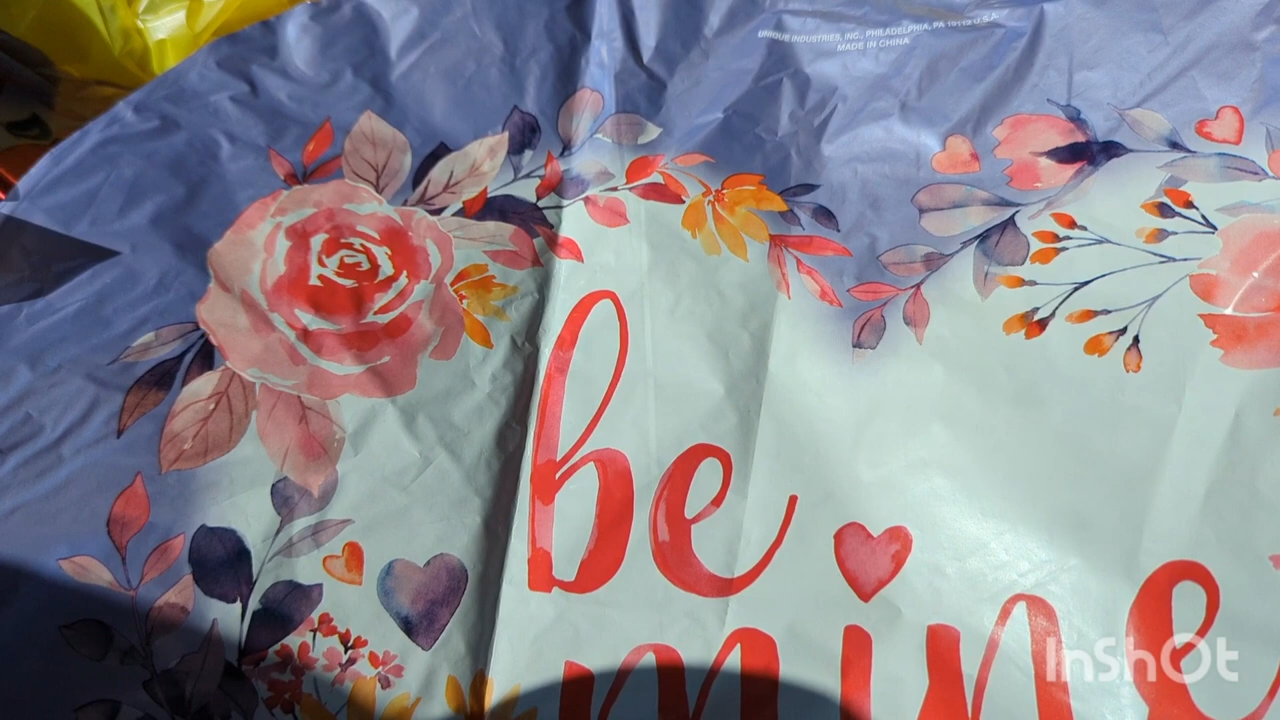 UNIQUE INDUSTRIES, INC., PHILADELPHIA, PA 19112 U.S.A
MADE IN CHINA
be
mine
InShOt